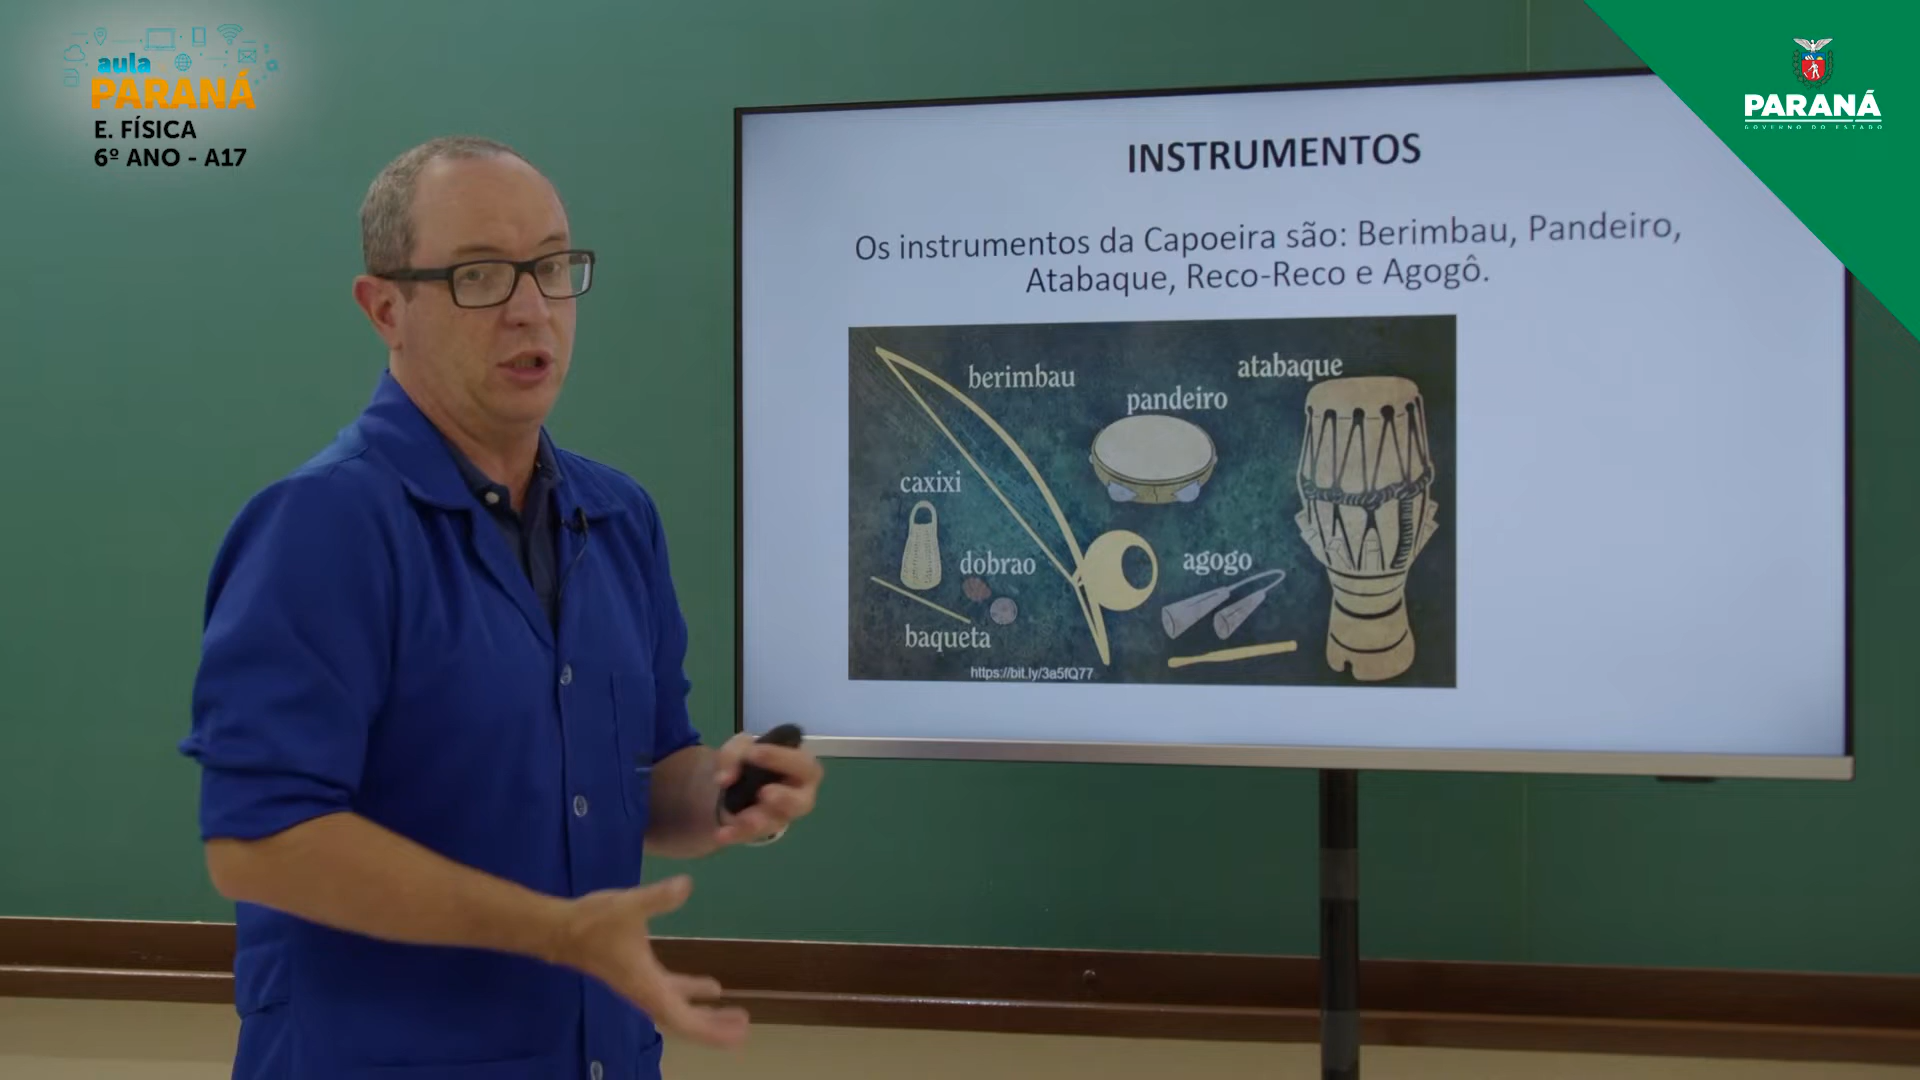 aula
PARANÁ
E. FÍSICA
6º ANO - A17
PARANÁ
GOVERNO DO ESTADO
INSTRUMENTOS
Os instrumentos da Capoeira são: Berimbau, Pandeiro,
Atabaque, Reco-Reco e Agogô.
berimbau
atabaque
pandeiro
caxixi
dobrao
agogo
baqueta
https://bit.ly/3a5fQ77